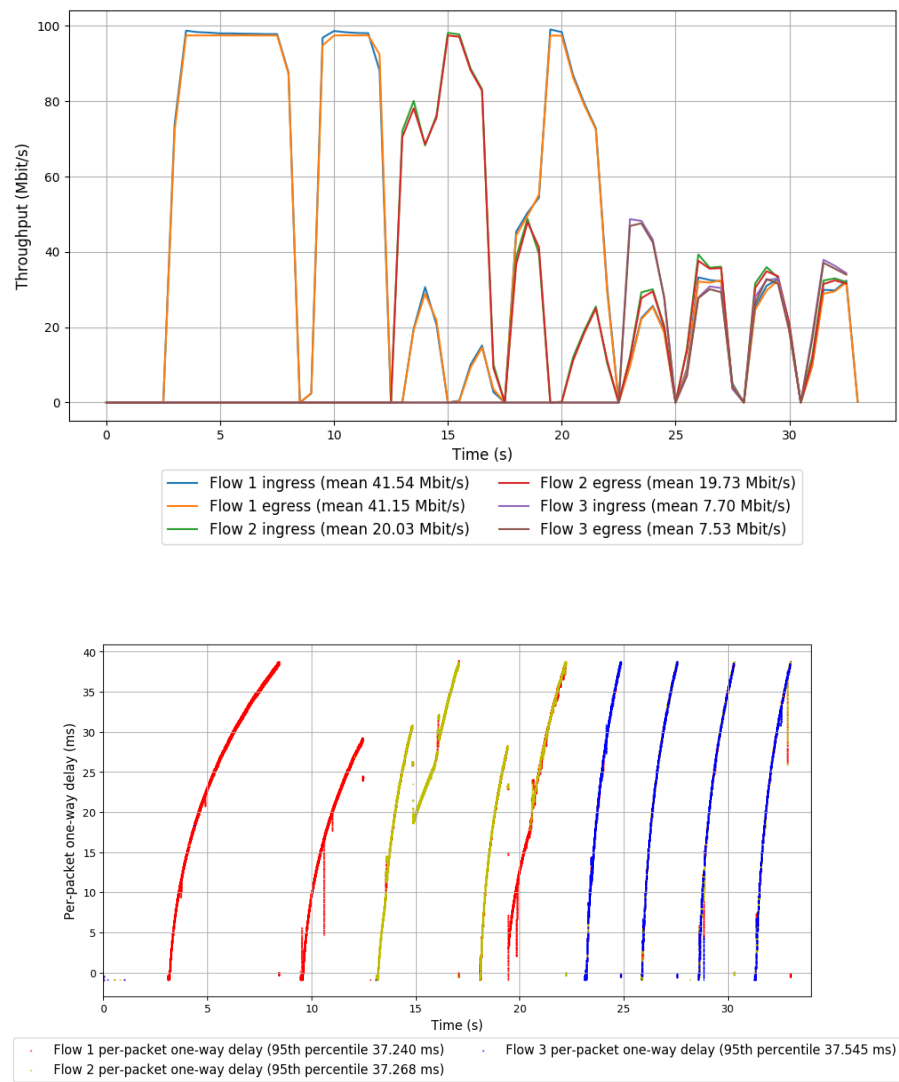 100
80
60
40
20
0
Throughput (Mbit/s)
0 5 10 15 20 25 30
Time (s)
Flow 1 ingress (mean 41.54 Mbit/s) Flow 2 egress (mean 19.73 Mbit/s)
Flow 1 egress (mean 41.15 Mbit/s) Flow 3 ingress (mean 7.70 Mbit/s)
Flow 2 ingress (mean 20.03 Mbit/s) Flow 3 egress (mean 7.53 Mbit/s)
40
35
30
25
20
15
10
5
0
Per-packet one-way delay (ms)
0 5 10 15 20 25 30
Time (s)
Flow 1 per-packet one-way delay (95th percentile 37.240 ms) Flow 3 per-packet one-way delay (95th percentile 37.545 ms)
Flow 2 per-packet one-way delay (95th percentile 37.268 ms)